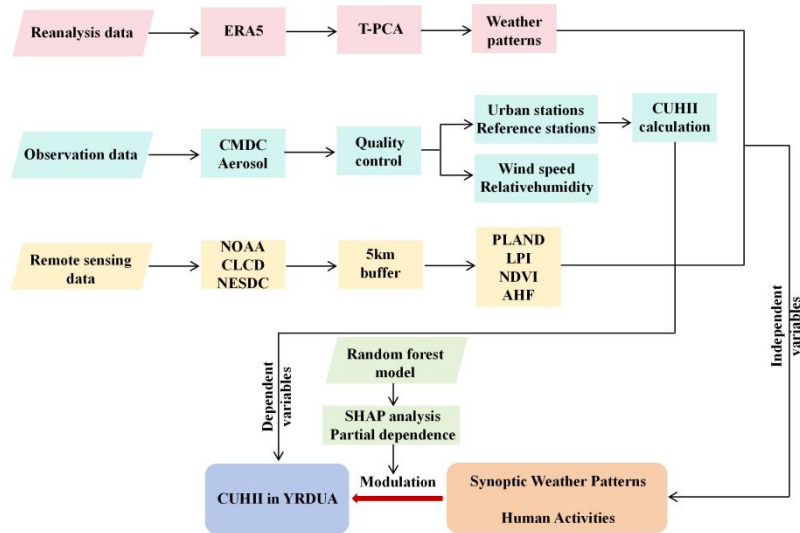 Reanalysis data
ERA5
T-PCA
Weather
patterns
Observation data
CMDC
Aerosol
Quality
control
Urban stations
Reference stations
CUHII
calculation
Wind speed
Relativehumidity
Remote sensing
data
NOAA
CLCD
NESDC
5km
buffer
PLAND
LPI
NDVI
AHF
Independent
variables
Dependent
variables
Random forest
model
SHAP analysis
Partial dependence
Modulation
CUHII in YRDUA
Synoptic Weather Patterns
Human Activities